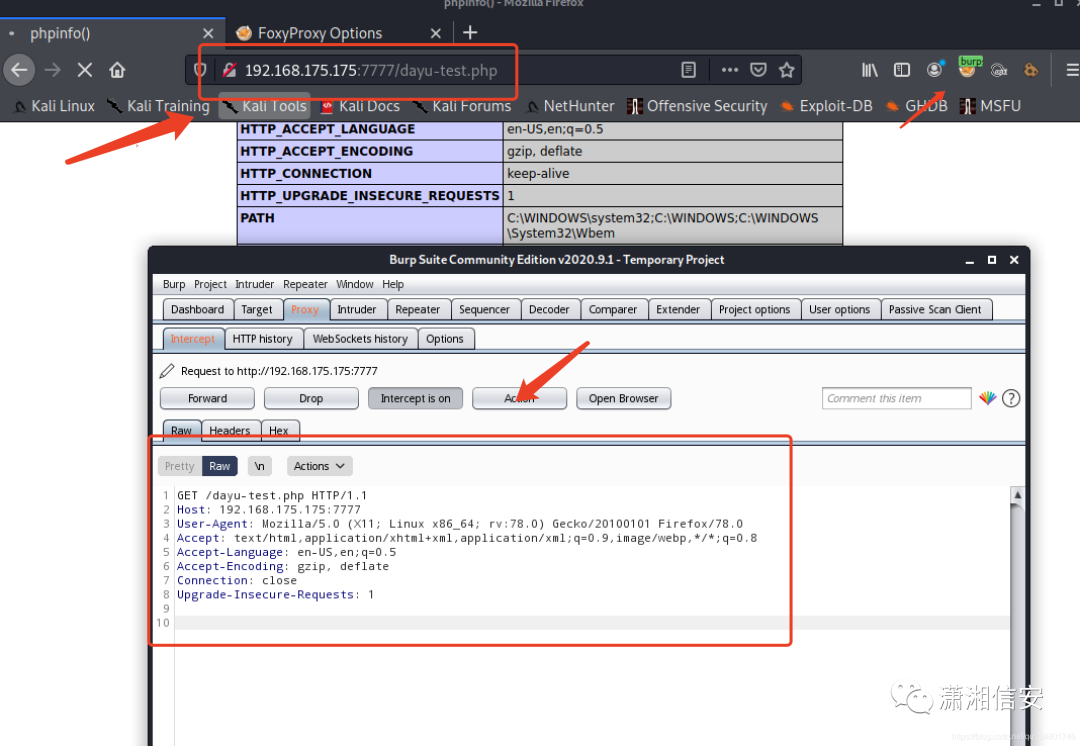 phpinfo() - Mozilla Firefox
phpinfo()
FoxyProxy Options
192.168.175.175:7777/dayu-test.php
burp
Kali Linux Kali Training Kali Tools Kali Docs Kali Forums NetHunter Offensive Security Exploit-DB GHDB MSFU
HTTP_ACCEPT_LANGUAGE en-US,en;q=0.5
HTTP_ACCEPT_ENCODING gzip, deflate
HTTP_CONNECTION keep-alive
HTTP_UPGRADE_INSECURE_REQUESTS 1
PATH C:\WINDOWS\system32;C:\WINDOWS;C:\WINDOWS
\System32\Wbem
Burp Suite Community Edition v2020.9.1 - Temporary Project
Burp Project Intruder Repeater Window Help
Dashboard Target Proxy Intruder Repeater Sequencer Decoder Comparer Extender Project options User options Passive Scan Client
Intercept HTTP history WebSockets history Options
Request to http://192.168.175.175:7777
Forward Drop Intercept is on Action Open Browser Comment this item ?
Raw Headers Hex
Pretty Raw \n Actions
1 GET /dayu-test.php HTTP/1.1
2 Host: 192.168.175.175:7777
3 User-Agent: Mozilla/5.0 (X11; Linux x86_64; rv:78.0) Gecko/20100101 Firefox/78.0
4 Accept: text/html,application/xhtml+xml,application/xml;q=0.9,image/webp,*/*;q=0.8
5 Accept-Language: en-US,en;q=0.5
6 Accept-Encoding: gzip, deflate
7 Connection: close
8 Upgrade-Insecure-Requests: 1
9
10
潇湘信安